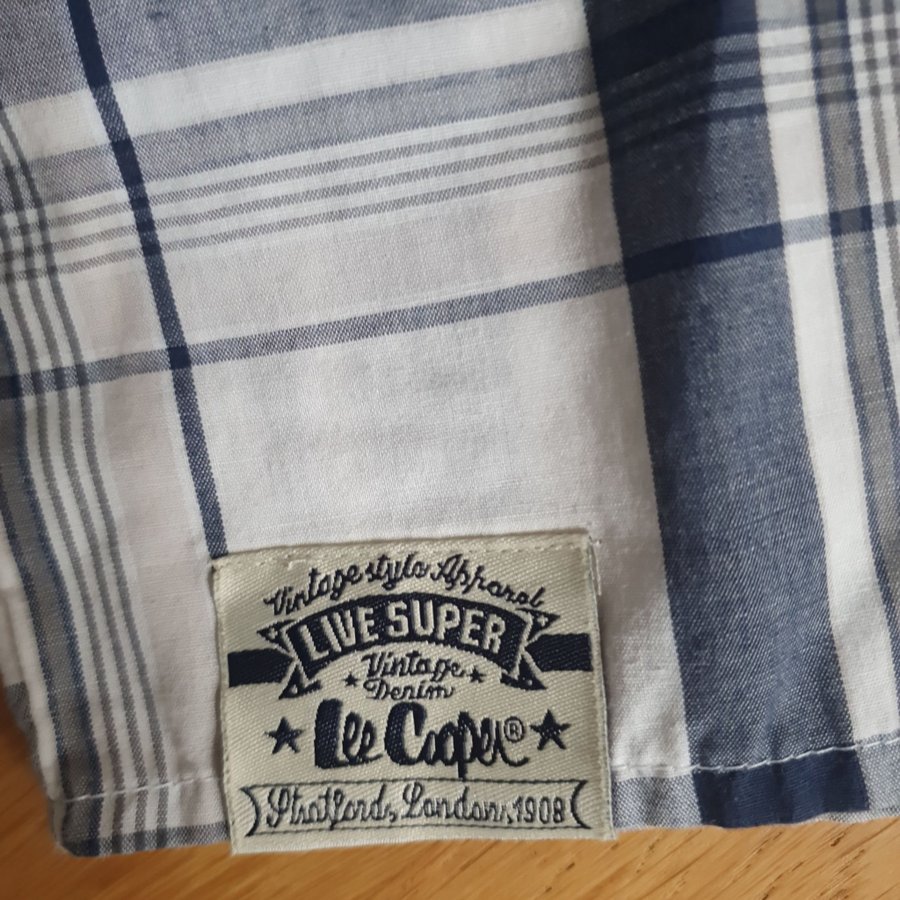 Vintage style Apparel
LIVE SUPER
Vintage
Denim
Lee Cooper®
Stratford, London, 1908